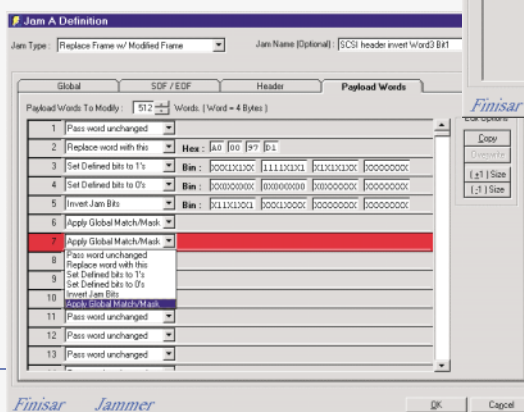 Jam A Definition
Jam Type : Replace Frame w/ Modified Frame Jam Name (Optional) : SCSI header invert Word3 Bit1
Global SOF / EOF Header Payload Words
Payload Words To Modify : 512 Words. ( Word = 4 Bytes )
1 Pass word unchanged
2 Replace word with this Hex : A0 00 97 D1
3 Set Defined bits to 1's Bin :
4 Set Defined bits to 0's Bin :
5 Invert Jam Bits Bin :
6 Apply Global Match/Mask
7 Apply Global Match/Mask
8 Pass word unchanged
Replace word with this
9 Set Defined bits to 1's
Set Defined bits to 0's
10 Invert Jam Bits
Apply Global Match/Mask
11 Pass word unchanged
12 Pass word unchanged
13 Pass word unchanged
Finisar
Edit Options
Copy
Overwrite
(+1) Size
(-1) Size
Finisar Jammer
OK Cancel